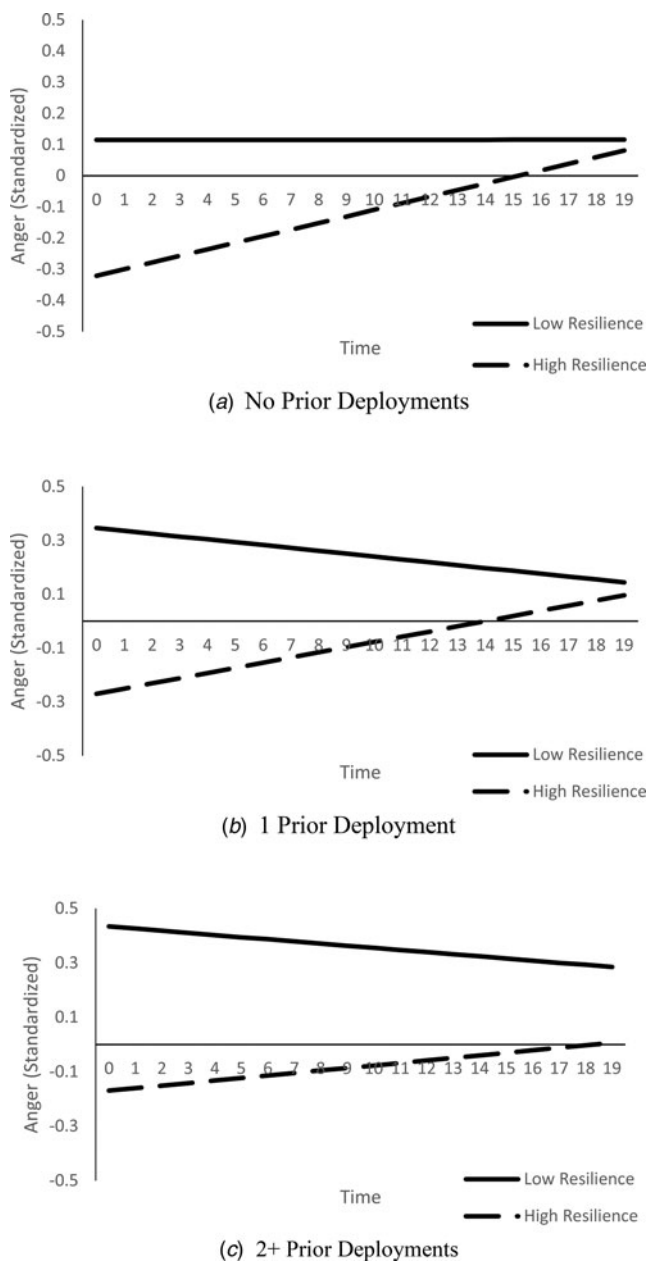 0.5
0.4
0.3
0.2
0.1
0
-0.1
-0.2
-0.3
-0.4
-0.5
Anger (Standardized)
0 1 2 3 4 5 6 7 8 9 10 11 12 13 14 15 16 17 18 19
Time
Low Resilience
High Resilience
(a) No Prior Deployments
0.5
0.3
0.1
-0.1
-0.3
-0.5
Anger (Standardized)
0 1 2 3 4 5 6 7 8 9 10 11 12 13 14 15 16 17 18 19
Time
Low Resilience
High Resilience
(b) 1 Prior Deployment
0.5
0.3
0.1
-0.1
-0.3
-0.5
Anger (Standardized)
0 1 2 3 4 5 6 7 8 9 10 11 12 13 14 15 16 17 18 19
Time
Low Resilience
High Resilience
(c) 2+ Prior Deployments